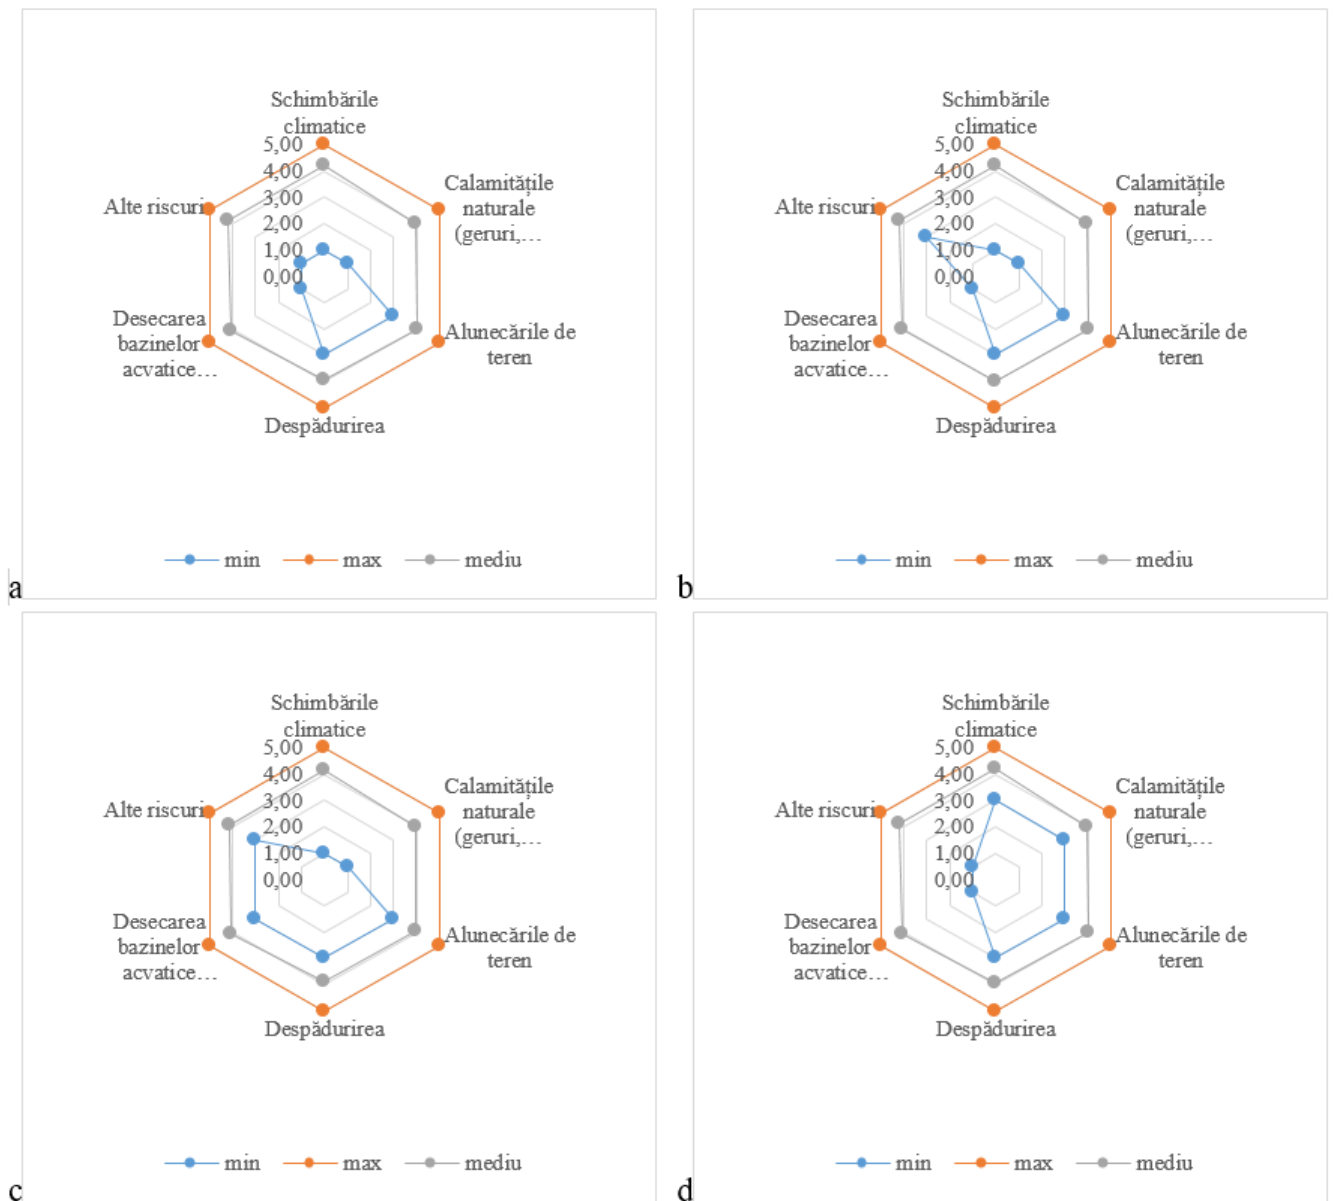 Schimbările
climatice
5,00
4,00
3,00
2,00
1,00
0,00
Calamitățile
naturale
(geruri,...
Alunecările de
teren
Despădurirea
Desecarea
bazinelor
acvatice...
Alte riscuri
min max mediu
a
Schimbările
climatice
5,00
4,00
3,00
2,00
1,00
0,00
Calamitățile
naturale
(geruri,...
Alunecările de
teren
Despădurirea
Desecarea
bazinelor
acvatice...
Alte riscuri
min max mediu
b
Schimbările
climatice
5,00
4,00
3,00
2,00
1,00
0,00
Calamitățile
naturale
(geruri,...
Alunecările de
teren
Despădurirea
Desecarea
bazinelor
acvatice...
Alte riscuri
min max mediu
c
Schimbările
climatice
5,00
4,00
3,00
2,00
1,00
0,00
Calamitățile
naturale
(geruri,...
Alunecările de
teren
Despădurirea
Desecarea
bazinelor
acvatice...
Alte riscuri
min max mediu
d